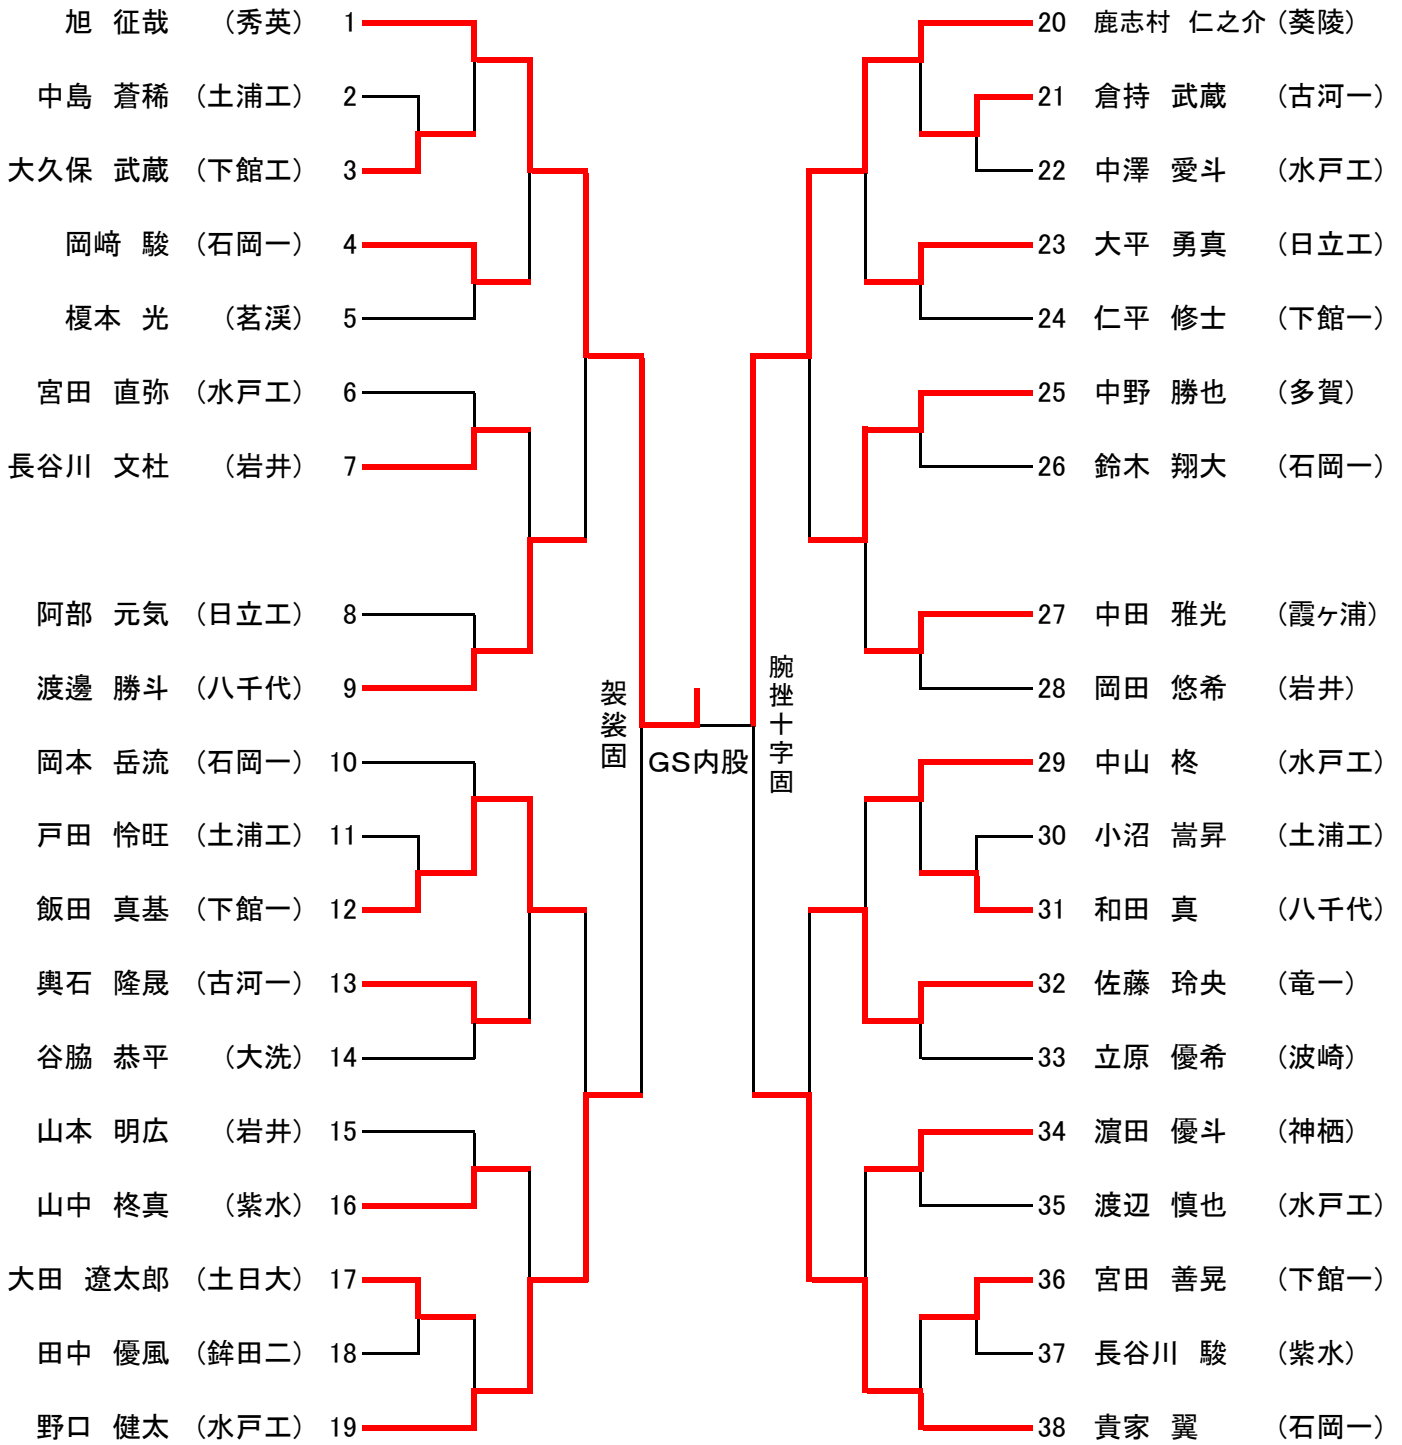 旭 征哉 (秀英) 1
中島 蒼稀 (土浦工) 2
大久保 武蔵 (下館工) 3
岡﨑 駿 (石岡一) 4
榎本 光 (茗溪) 5
宮田 直弥 (水戸工) 6
長谷川 文杜 (岩井) 7
阿部 元気 (日立工) 8
渡邊 勝斗 (八千代) 9
岡本 岳流 (石岡一) 10
戸田 怜旺 (土浦工) 11
飯田 真基 (下館一) 12
輿石 隆晟 (古河一) 13
谷脇 恭平 (大洗) 14
山本 明広 (岩井) 15
山中 柊真 (紫水) 16
大田 遼太郎 (土日大) 17
田中 優風 (鉾田二) 18
野口 健太 (水戸工) 19
袈裟固
GS内股
腕挫十字固
20 鹿志村 仁之介 (葵陵)
21 倉持 武蔵 (古河一)
22 中澤 愛斗 (水戸工)
23 大平 勇真 (日立工)
24 仁平 修士 (下館一)
25 中野 勝也 (多賀)
26 鈴木 翔大 (石岡一)
27 中田 雅光 (霞ヶ浦)
28 岡田 悠希 (岩井)
29 中山 柊 (水戸工)
30 小沼 嵩昇 (土浦工)
31 和田 真 (八千代)
32 佐藤 玲央 (竜一)
33 立原 優希 (波崎)
34 濵田 優斗 (神栖)
35 渡辺 慎也 (水戸工)
36 宮田 善晃 (下館一)
37 長谷川 駿 (紫水)
38 貴家 翼 (石岡一)